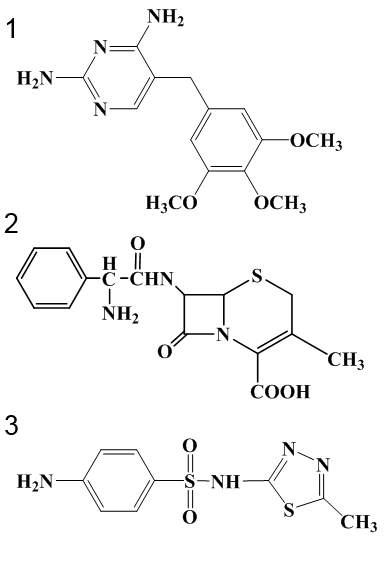 1
NH₂
N
H₂N
N
OCH₃
H₃CO OCH₃
2
O
H S
C CHN
NH₂
N
O
CH₃
COOH
3
O N
N
H₂N S NH
S
O
CH₃